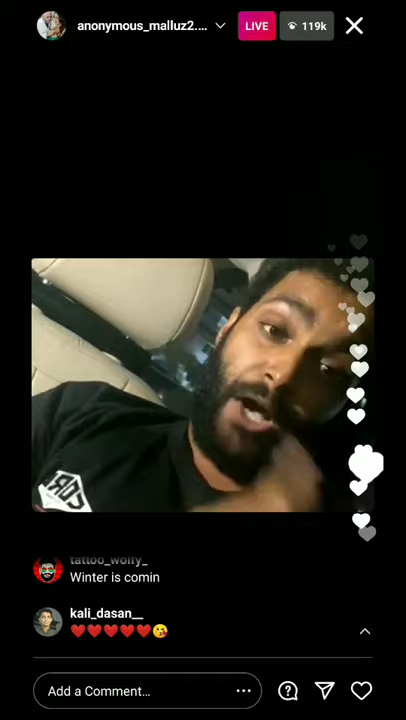 anonymous_malluz2....
LIVE
119k
tattoo_wolfy_
Winter is comin
kali_dasan__
Add a Comment...